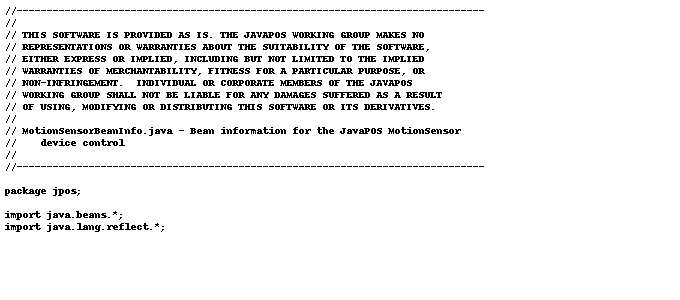 //------------------------------------------------------------------------------
//
// THIS SOFTWARE IS PROVIDED AS IS. THE JAVAPOS WORKING GROUP MAKES NO
// REPRESENTATIONS OR WARRANTIES ABOUT THE SUITABILITY OF THE SOFTWARE,
// EITHER EXPRESS OR IMPLIED, INCLUDING BUT NOT LIMITED TO THE IMPLIED
// WARRANTIES OF MERCHANTABILITY, FITNESS FOR A PARTICULAR PURPOSE, OR
// NON-INFRINGEMENT.  INDIVIDUAL OR CORPORATE MEMBERS OF THE JAVAPOS
// WORKING GROUP SHALL NOT BE LIABLE FOR ANY DAMAGES SUFFERED AS A RESULT
// OF USING, MODIFYING OR DISTRIBUTING THIS SOFTWARE OR ITS DERIVATIVES.
//
// MotionSensorBeanInfo.java - Bean information for the JavaPOS MotionSensor
//    device control
//
//------------------------------------------------------------------------------
package jpos;
import java.beans.*;
import java.lang.reflect.*;